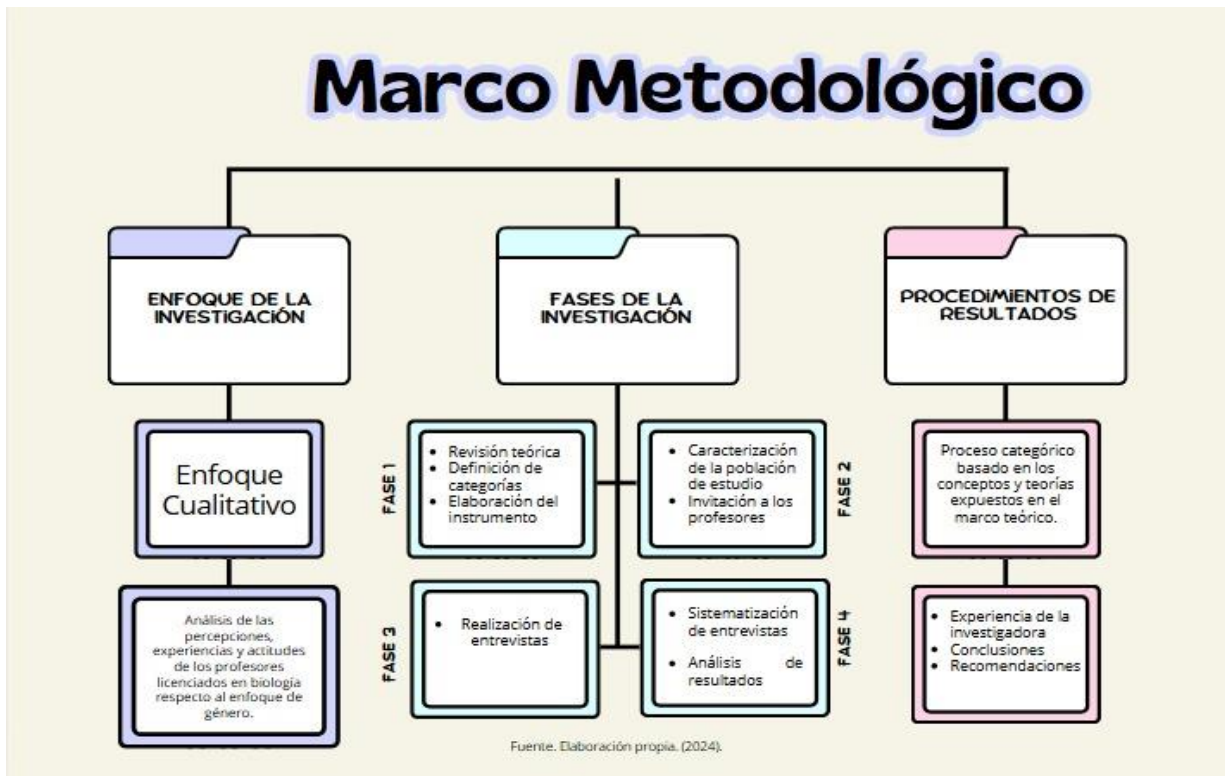 Marco Metodológico
ENFOQUE DE LA
INVESTIGACIÓN
Enfoque
Cualitativo
Análisis de las
percepciones,
experiencias y actitudes
de los profesores
licenciados en biología
respecto al enfoque de
género.
FASES DE LA
INVESTIGACIÓN
FASE 1
• Revisión teórica
• Definición de
categorías
• Elaboración del
instrumento
• Caracterización
de la población
de estudio
• Invitación a los
profesores
FASE 2
FASE 3
• Realización de
entrevistas
• Sistematización
de entrevistas
• Análisis de
resultados
FASE 4
PROCEDIMIENTOS DE
RESULTADOS
Proceso categórico
basado en los
conceptos y teorías
expuestos en el
marco teórico.
• Experiencia de la
investigadora
• Conclusiones
• Recomendaciones
Fuente. Elaboración propia. (2024).